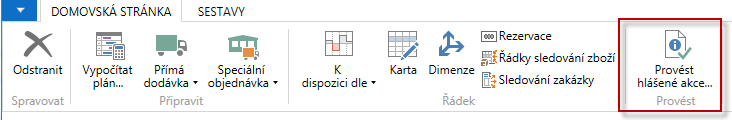 DOMOVSKÁ STRÁNKA SESTAVY
Odstranit
Spravovat
Vypočítat
plán...
Přímá
dodávka
Speciální
objednávka
Připravit
K
dispozici dle
Karta
Dimenze
Rezervace
Řádky sledování zboží
Sledování zakázky
Řádek
Provést
hlášené akce...
Provést